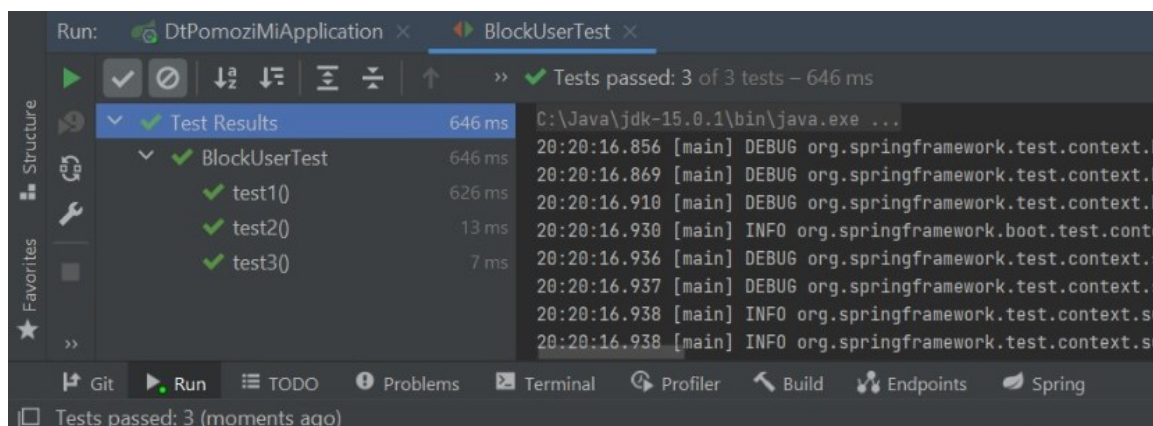 Run: DtPomoziMiApplication × BlockUserTest ×
Tests passed: 3 of 3 tests – 646 ms
Structure
Favorites
Test Results 646 ms
BlockUserTest 646 ms
test1() 626 ms
test2() 13 ms
test3() 7 ms
C:\Java\jdk-15.0.1\bin\java.exe ...
20:20:16.856 [main] DEBUG org.springframework.test.context.
20:20:16.869 [main] DEBUG org.springframework.test.context.
20:20:16.910 [main] DEBUG org.springframework.test.context.
20:20:16.930 [main] INFO org.springframework.boot.test.cont
20:20:16.936 [main] DEBUG org.springframework.test.context.
20:20:16.937 [main] DEBUG org.springframework.test.context.
20:20:16.938 [main] INFO org.springframework.test.context.s
20:20:16.938 [main] INFO org.springframework.test.context.s
Git Run TODO Problems Terminal Profiler Build Endpoints Spring
Tests passed: 3 (moments ago)